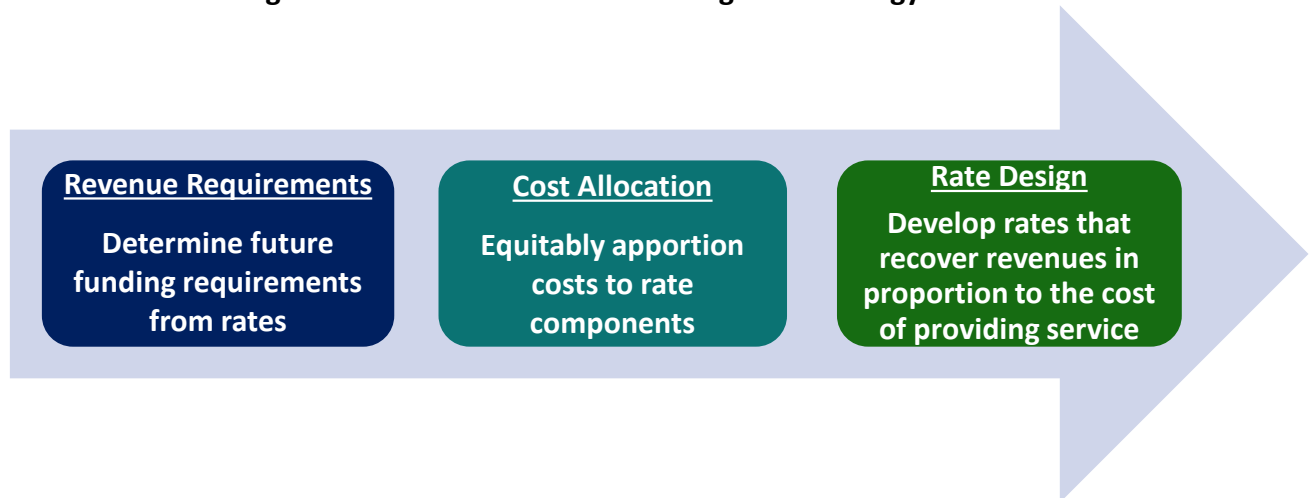 Revenue Requirements
Determine future
funding requirements
from rates
Cost Allocation
Equitably apportion
costs to rate
components
Rate Design
Develop rates that
recover revenues in
proportion to the cost
of providing service